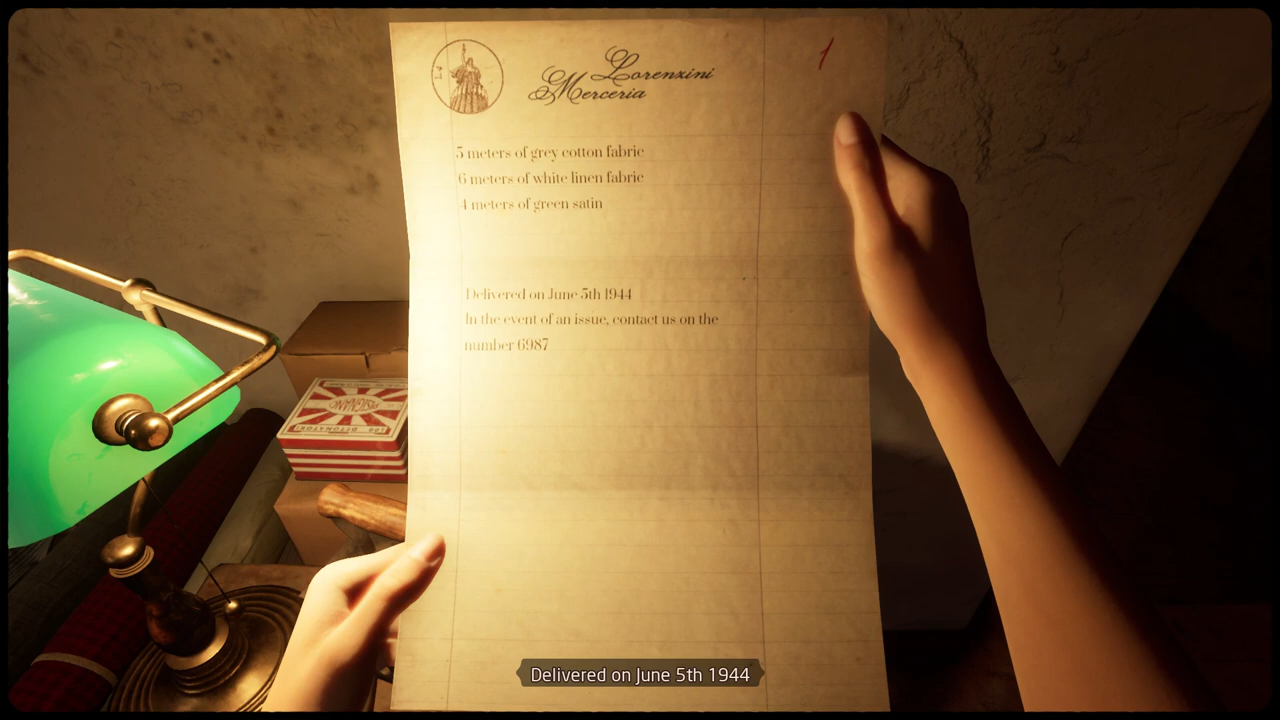 1
Lorenzini
Merceria
5 meters of grey cotton fabric
6 meters of white linen fabric
4 meters of green satin
Delivered on June 5th 1944
In the event of an issue, contact us on the
number 6987
Delivered on June 5th 1944